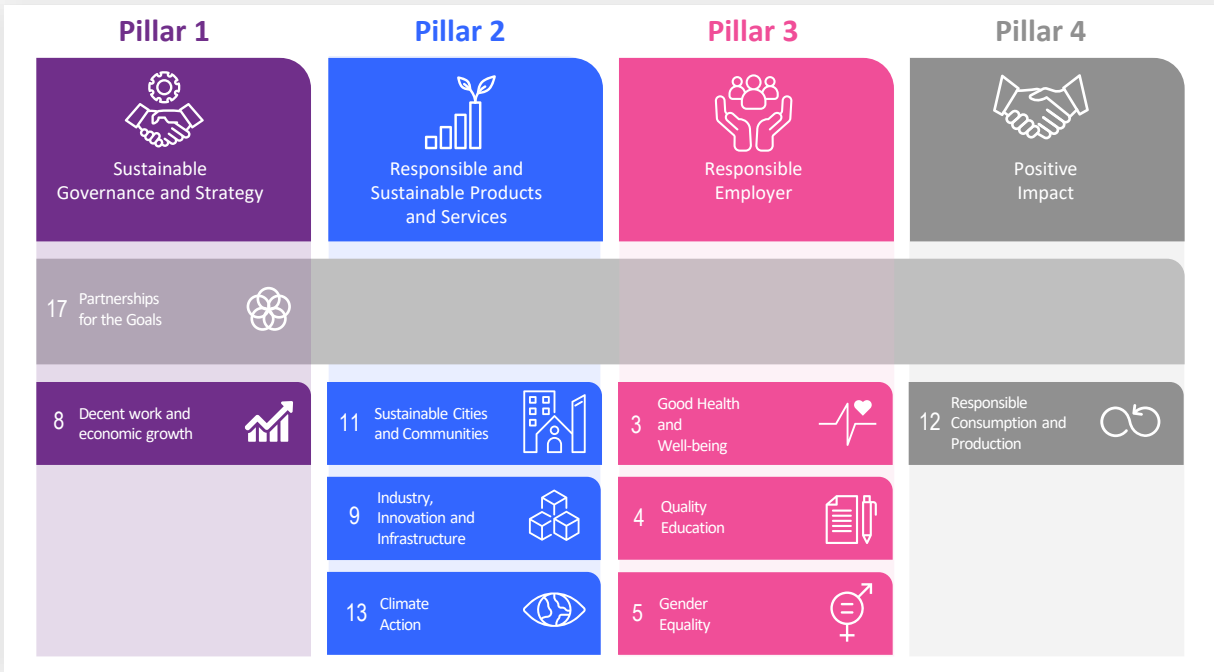 Pillar 1
Pillar 2
Pillar 3
Pillar 4
Sustainable
Governance and Strategy
Responsible and
Sustainable Products
and Services
Responsible
Employer
Positive
Impact
17
Partnerships
for the Goals
8
Decent work and
economic growth
11
Sustainable Cities
and Communities
3
Good Health
and
Well-being
12
Responsible
Consumption and
Production
9
Industry,
Innovation and
Infrastructure
4
Quality
Education
13
Climate
Action
5
Gender
Equality